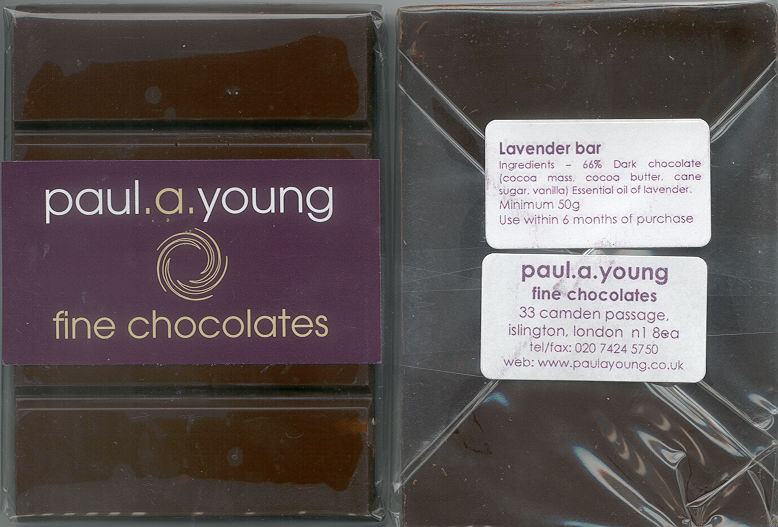 paul.a.young
fine chocolates
Lavender bar
Ingredients – 66% Dark chocolate
(cocoa mass, cocoa butter, cane
sugar, vanilla) Essential oil of lavender.
Minimum 50g
Use within 6 months of purchase
paul.a.young
fine chocolates
33 camden passage,
islington, london n1 8ea
tel/fax: 020 7424 5750
web: www.paulayoung.co.uk